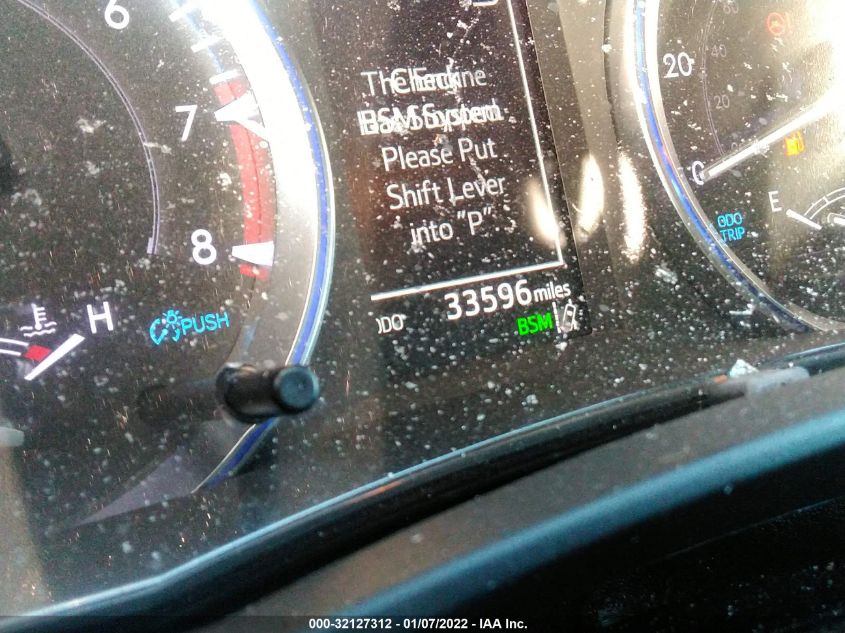 6
7
8
H
PUSH
Please Put
Shift Lever
into "P"
33596 miles
ODO
BSM
20
E
ODO
TRIP
000-32127312 - 01/07/2022 - IAA Inc.